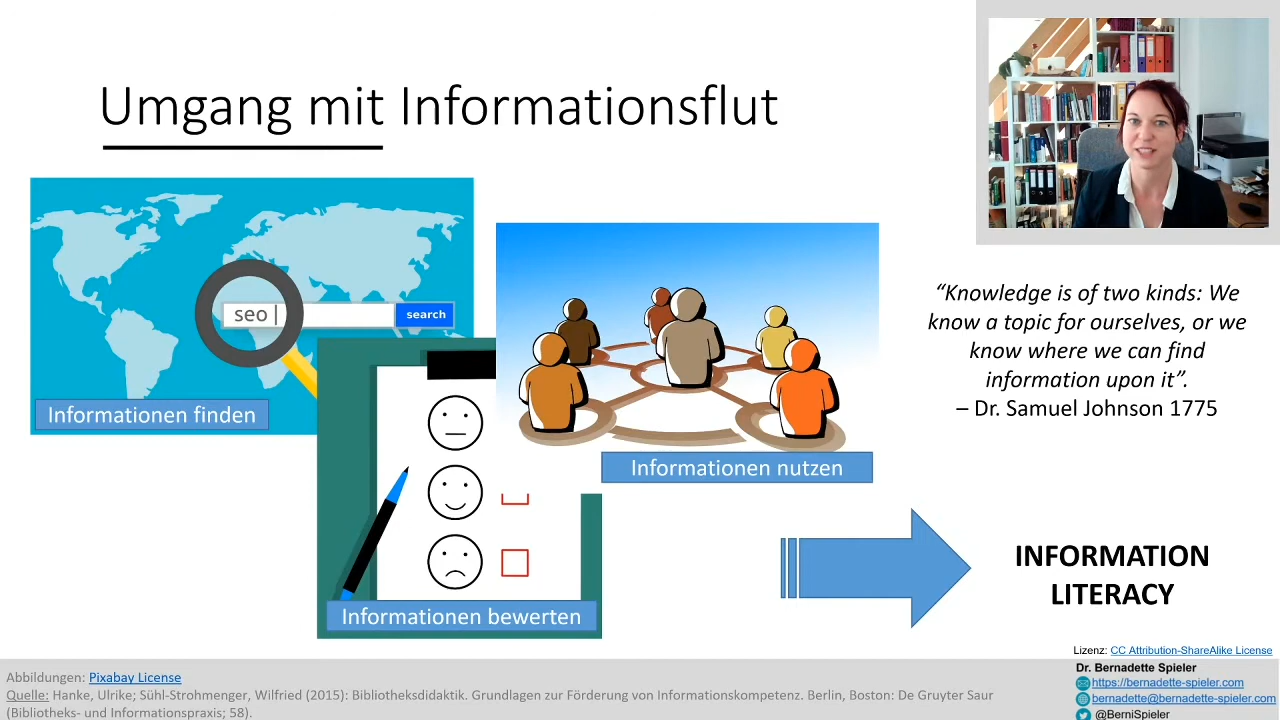 Umgang mit Informationsflut
seo |
search
Informationen finden
Informationen nutzen
Informationen bewerten
“Knowledge is of two kinds: We
know a topic for ourselves, or we
know where we can find
information upon it”.
– Dr. Samuel Johnson 1775
INFORMATION
LITERACY
Lizenz: CC Attribution-ShareAlike License
Abbildungen: Pixabay License
Quelle: Hanke, Ulrike; Sühl-Strohmenger, Wilfried (2015): Bibliotheksdidaktik. Grundlagen zur Förderung von Informationskompetenz. Berlin, Boston: De Gruyter Saur
(Bibliotheks- und Informationspraxis; 58).
Dr. Bernadette Spieler
https://bernadette-spieler.com
bernadette@bernadette-spieler.com
@BerniSpieler